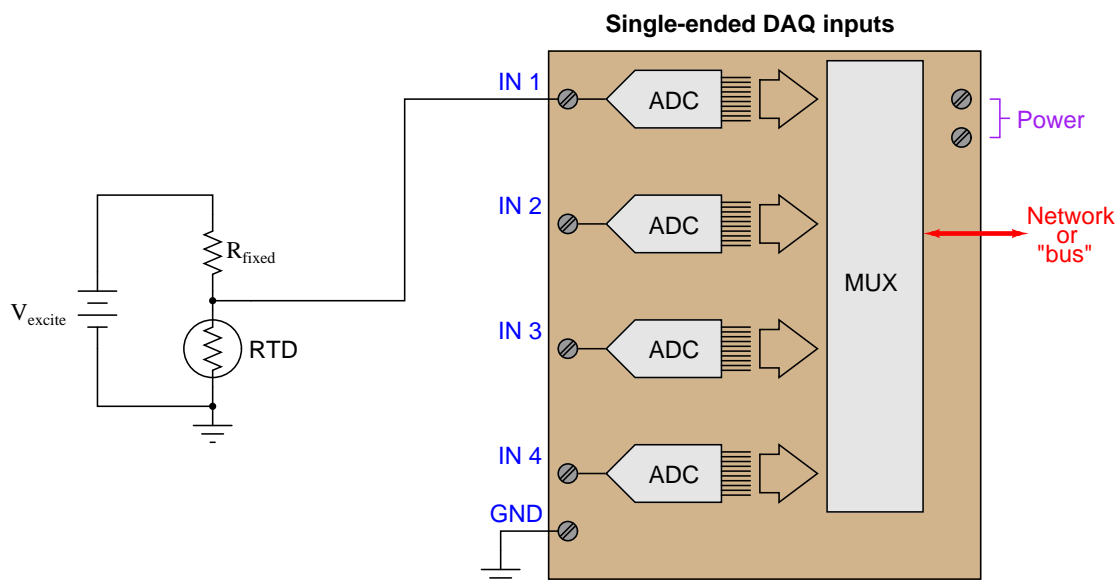 Single-ended DAQ inputs
IN 1
ADC
Power
IN 2
ADC
Network
or
"bus"
R_fixed
MUX
V_excite
IN 3
RTD
ADC
IN 4
ADC
GND